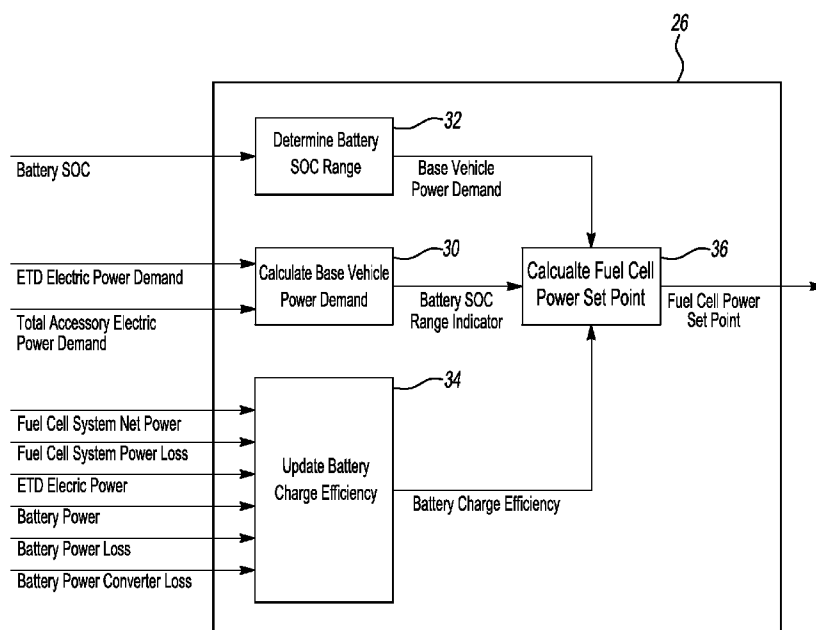 26
32
Determine Battery
SOC Range
Battery SOC
Base Vehicle
Power Demand
30
ETD Electric Power Demand
Calculate Base Vehicle
Power Demand
Total Accessory Electric
Power Demand
Battery SOC
Range Indicator
36
Calcualte Fuel Cell
Power Set Point
Fuel Cell Power
Set Point
34
Fuel Cell System Net Power
Fuel Cell System Power Loss
ETD Elecric Power
Battery Power
Battery Power Loss
Battery Power Converter Loss
Update Battery
Charge Efficiency
Battery Charge Efficiency